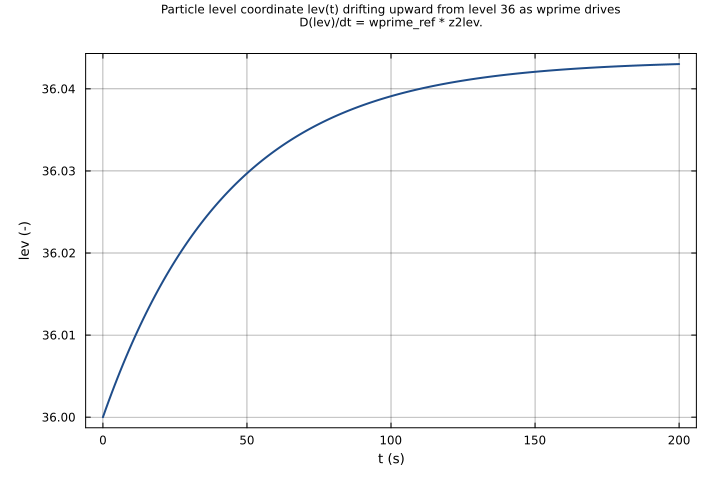 Particle level coordinate lev(t) drifting upward from level 36 as wprime drives
D(lev)/dt = wprime_ref * z2lev.
36.04
36.03
36.02
36.01
36.00
lev (-)
0 50 100 150 200
t (s)